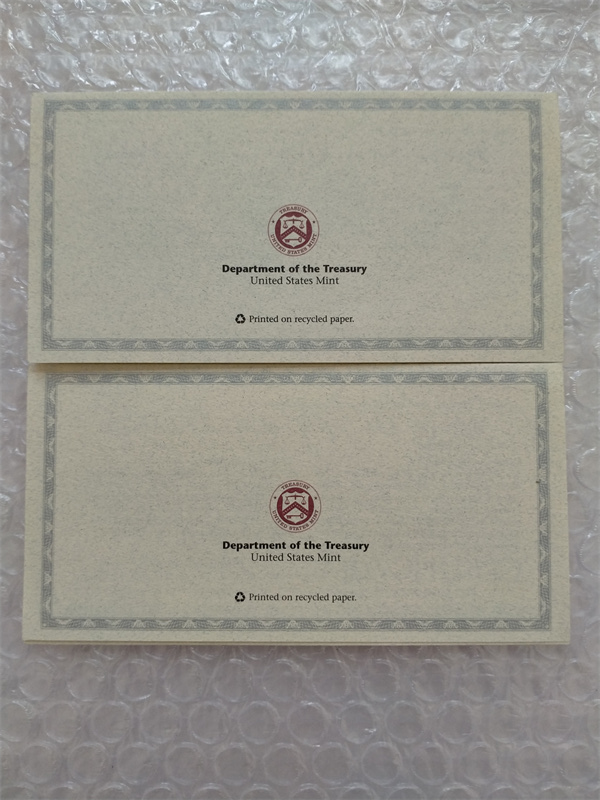 TREASURY
UNITED STATES MINT
Department of the Treasury
United States Mint
Printed on recycled paper.
TREASURY
UNITED STATES MINT
Department of the Treasury
United States Mint
Printed on recycled paper.